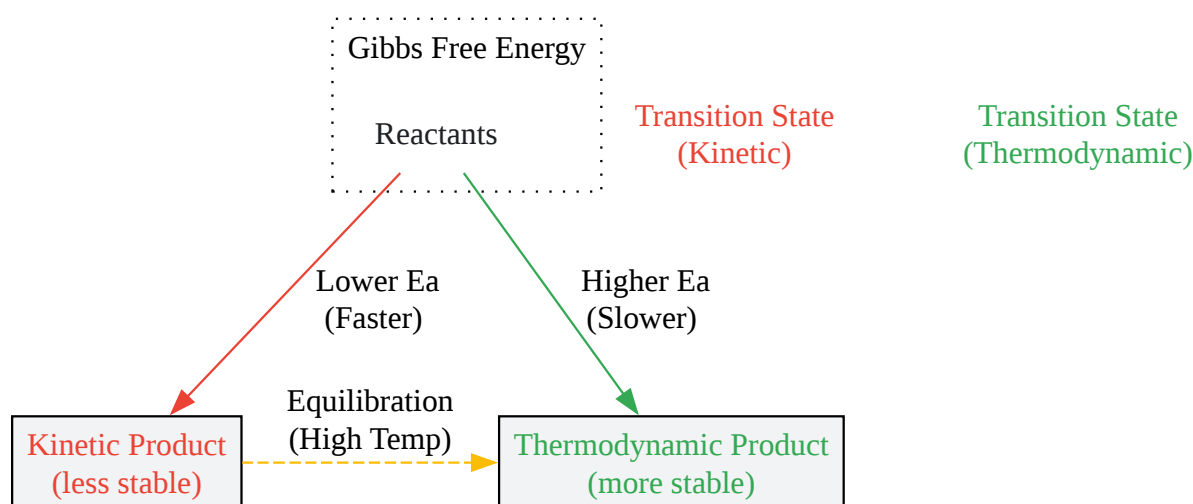 Gibbs Free Energy
Reactants
Transition State
(Kinetic)
Transition State
(Thermodynamic)
Lower Ea
(Faster)
Higher Ea
(Slower)
Equilibration
(High Temp)
Kinetic Product
(less stable)
Thermodynamic Product
(more stable)